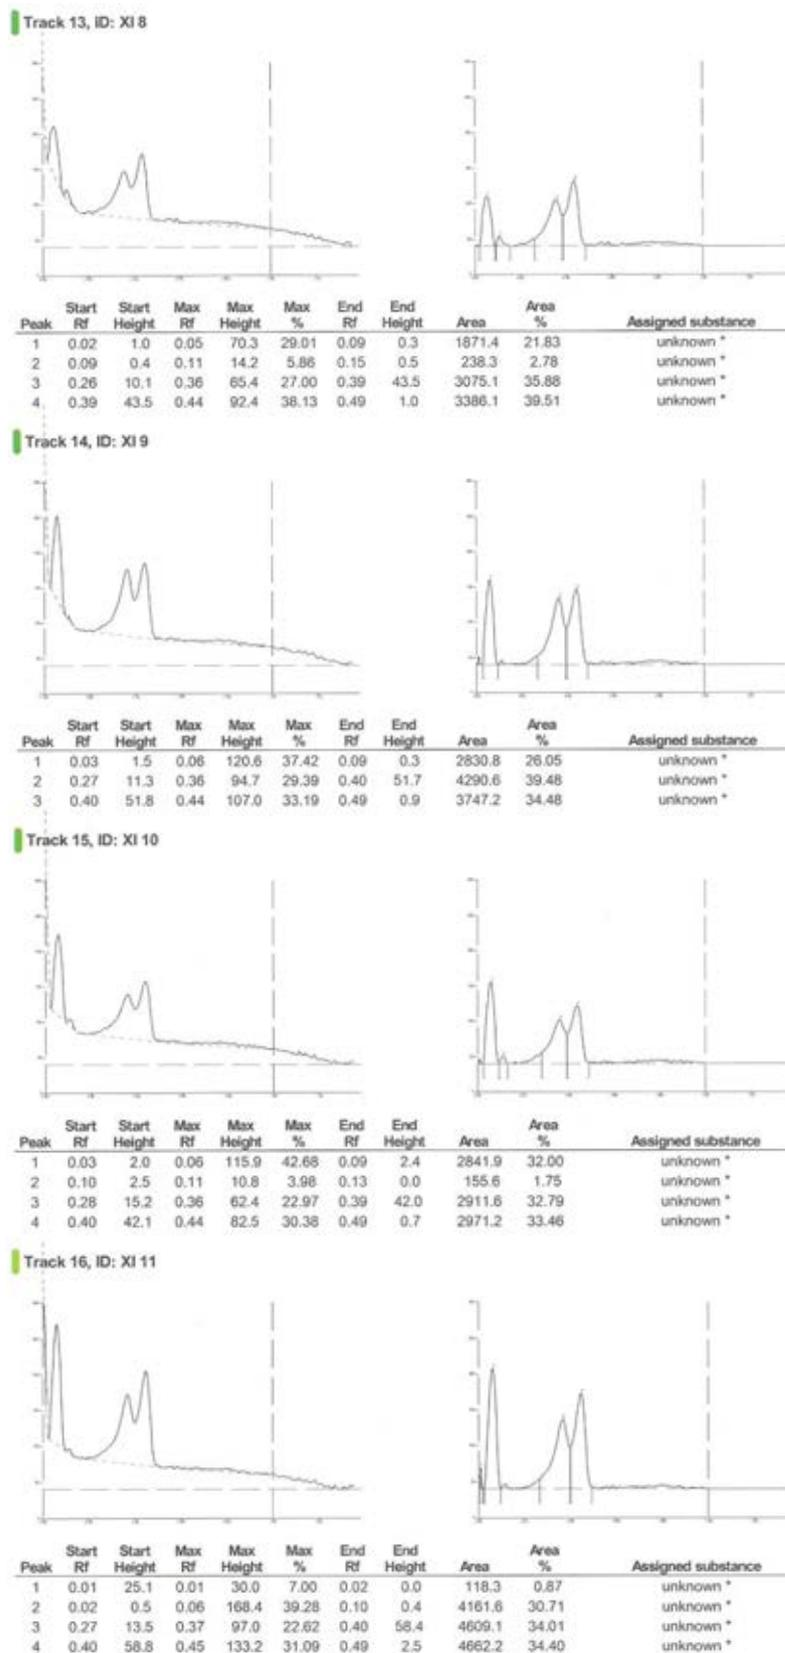 Track 13, ID: XI 8
Peak Start Rf Start Height Max Rf Max Height Max % End Rf End Height Area Area % Assigned substance
1 0.02 1.0 0.05 70.3 29.01 0.09 0.3 1871.4 21.83 unknown *
2 0.09 0.4 0.11 14.2 5.86 0.15 0.5 238.3 2.78 unknown *
3 0.26 10.1 0.36 65.4 27.00 0.39 43.5 3075.1 35.88 unknown *
4 0.39 43.5 0.44 92.4 38.13 0.49 1.0 3386.1 39.51 unknown *
Track 14, ID: XI 9
Peak Start Rf Start Height Max Rf Max Height Max % End Rf End Height Area Area % Assigned substance
1 0.03 1.5 0.06 120.6 37.42 0.09 0.3 2830.8 26.05 unknown *
2 0.27 11.3 0.36 94.7 29.39 0.40 51.7 4290.6 39.48 unknown *
3 0.40 51.8 0.44 107.0 33.19 0.49 0.9 3747.2 34.48 unknown *
Track 15, ID: XI 10
Peak Start Rf Start Height Max Rf Max Height Max % End Rf End Height Area Area % Assigned substance
1 0.03 2.0 0.06 115.9 42.68 0.09 2.4 2841.9 32.00 unknown *
2 0.10 2.5 0.11 10.8 3.98 0.13 0.0 155.6 1.75 unknown *
3 0.28 15.2 0.36 62.4 22.97 0.39 42.0 2911.6 32.79 unknown *
4 0.40 42.1 0.44 82.5 30.38 0.49 0.7 2971.2 33.46 unknown *
Track 16, ID: XI 11
Peak Start Rf Start Height Max Rf Max Height Max % End Rf End Height Area Area % Assigned substance
1 0.01 25.1 0.01 30.0 7.00 0.02 0.0 118.3 0.87 unknown *
2 0.02 0.5 0.06 168.4 39.28 0.10 0.4 4161.6 30.71 unknown *
3 0.27 13.5 0.37 97.0 22.62 0.40 58.4 4609.1 34.01 unknown *
4 0.40 58.8 0.45 133.2 31.09 0.49 2.5 4662.2 34.40 unknown *